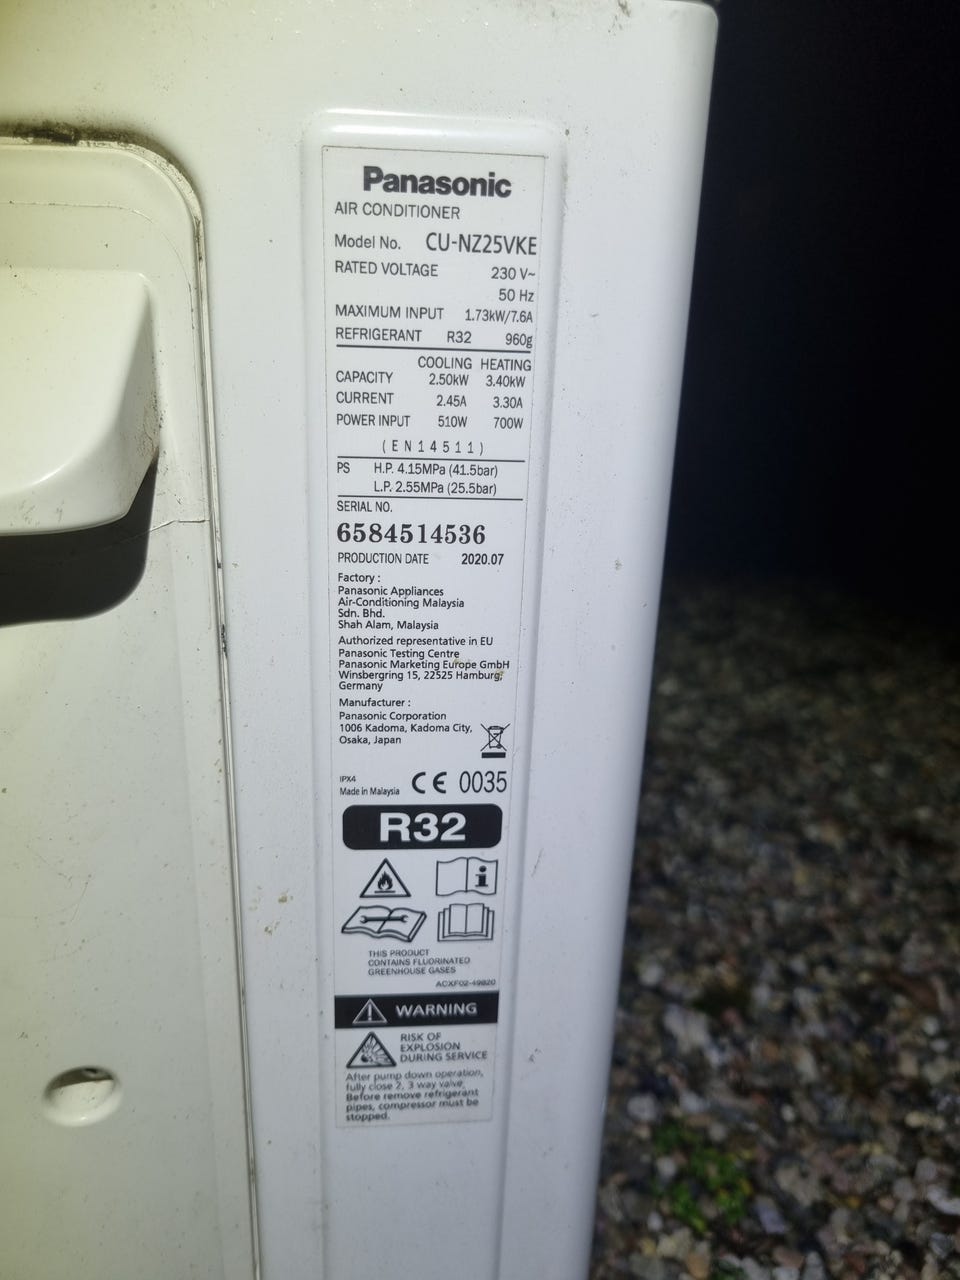 Panasonic
AIR CONDITIONER
Model No. CU-NZ25VKE
RATED VOLTAGE 230 V~
50 Hz
MAXIMUM INPUT 1.73kW/7.6A
REFRIGERANT R32 960g
COOLING HEATING
CAPACITY 2.50kW 3.40kW
CURRENT 2.45A 3.30A
POWER INPUT 510W 700W
(EN14511)
PS H.P. 4.15MPa (41.5bar)
L.P. 2.55MPa (25.5bar)
SERIAL NO.
6584514536
PRODUCTION DATE 2020.07
Factory :
Panasonic Appliances
Air-Conditioning Malaysia
Sdn. Bhd.
Shah Alam, Malaysia
Authorized representative in EU
Panasonic Testing Centre
Panasonic Marketing Europe GmbH
Winsbergring 15, 22525 Hamburg,
Germany
Manufacturer :
Panasonic Corporation
1006 Kadoma, Kadoma City,
Osaka, Japan
IPX4
Made in Malaysia CE 0035
R32
THIS PRODUCT
CONTAINS FLUORINATED
GREENHOUSE GASES
ACXF02-49820
WARNING
RISK OF
EXPLOSION
DURING SERVICE
After pump down operation,
fully close 2, 3 way valve.
Before remove refrigerant
pipes, compressor must be
stopped.